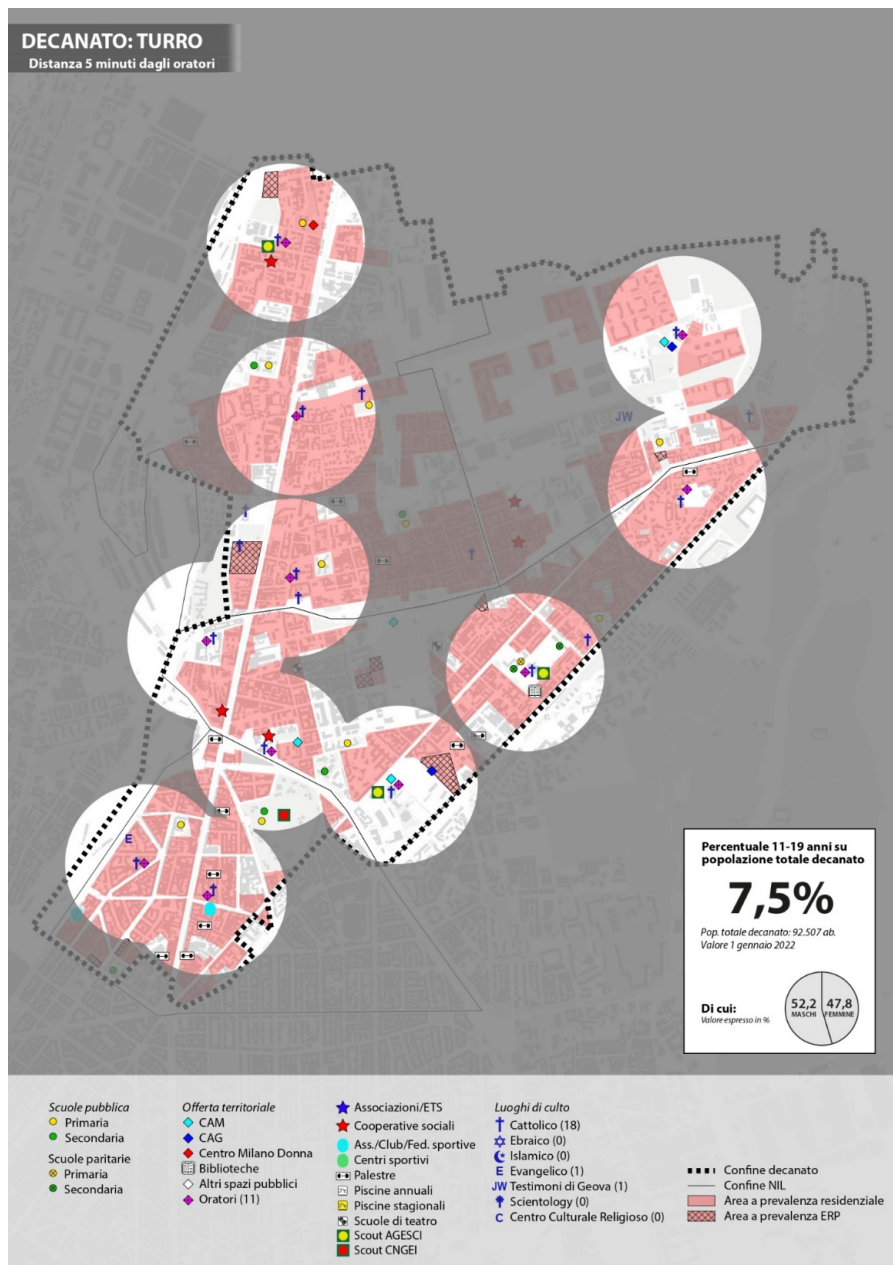 DECANATO: TURRO
Distanza 5 minuti dagli oratori
JW
E
Percentuale 11-19 anni su
popolazione totale decanato
7,5%
Pop. totale decanato: 92.507 ab.
Valore 1 gennaio 2022
Di cui:
Valore espresso in %
52,2
MASCHI
47,8
FEMMINE
Scuole pubblica
Primaria
Secondaria
Scuole paritarie
Primaria
Secondaria
Offerta territoriale
CAM
CAG
Centro Milano Donna
Biblioteche
Altri spazi pubblici
Oratori (11)
Associazioni/ETS
Cooperative sociali
Ass./Club/Fed. sportive
Centri sportivi
Palestre
Piscine annuali
Piscine stagionali
Scuole di teatro
Scout AGESCI
Scout CNGEI
Luoghi di culto
Cattolico (18)
Ebraico (0)
Islamico (0)
E Evangelico (1)
JW Testimoni di Geova (1)
Scientology (0)
C Centro Culturale Religioso (0)
Confine decanato
Confine NIL
Area a prevalenza residenziale
Area a prevalenza ERP